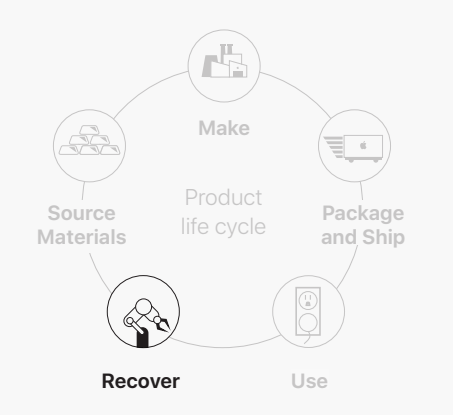 Make
Source
Materials
Product
life cycle
Package
and Ship
Recover
Use